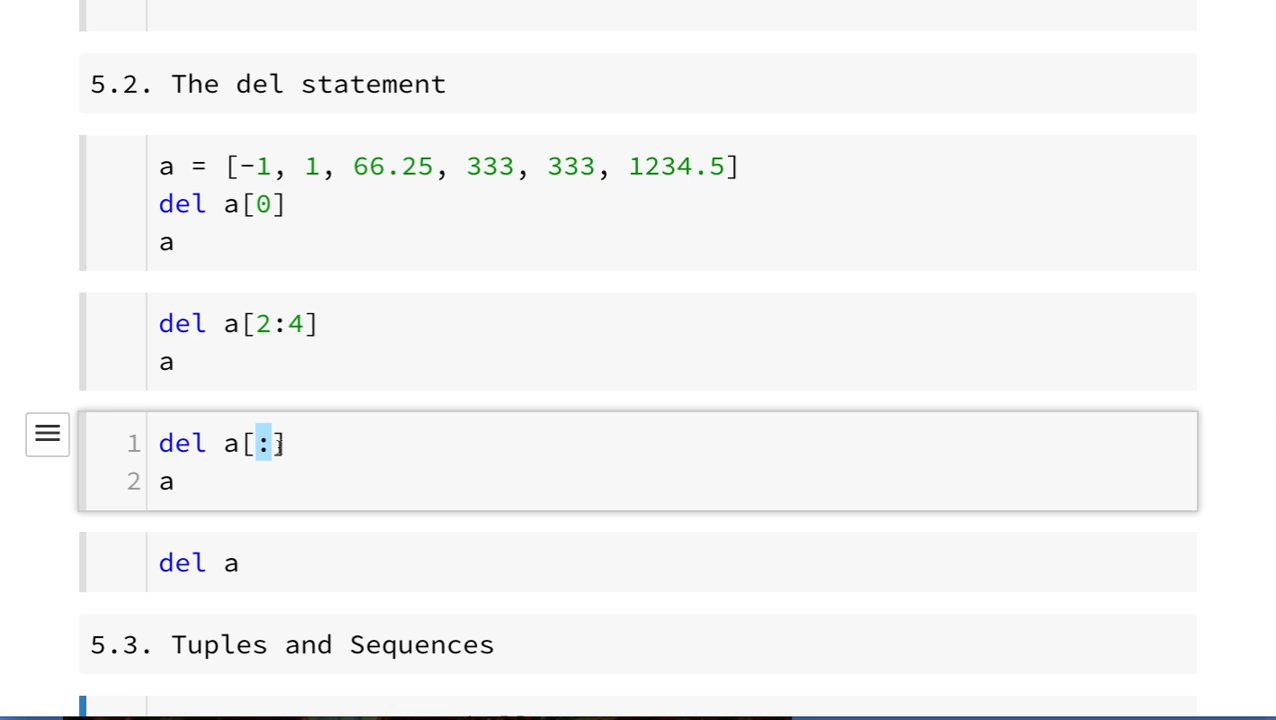 5.2. The del statement
a = [-1, 1, 66.25, 333, 333, 1234.5]
del a[0]
a
del a[2:4]
a
1 del a[:]
2 a
del a
5.3. Tuples and Sequences